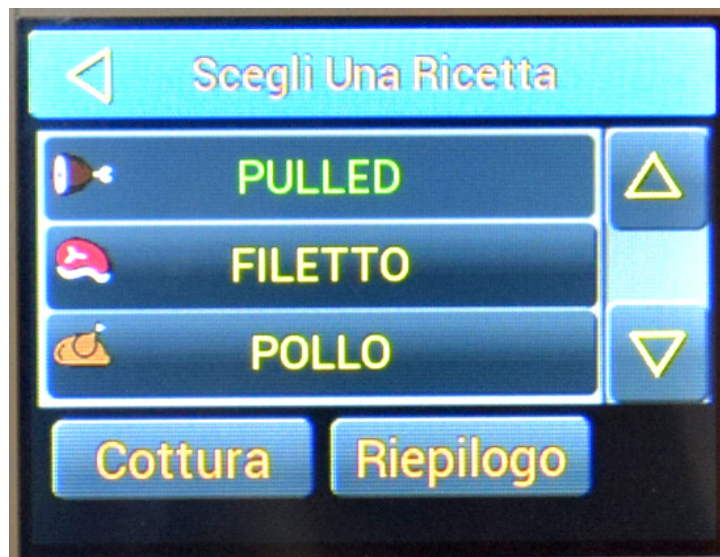 Scegli Una Ricetta
PULLED
FILETTO
POLLO
Cottura Riepilogo